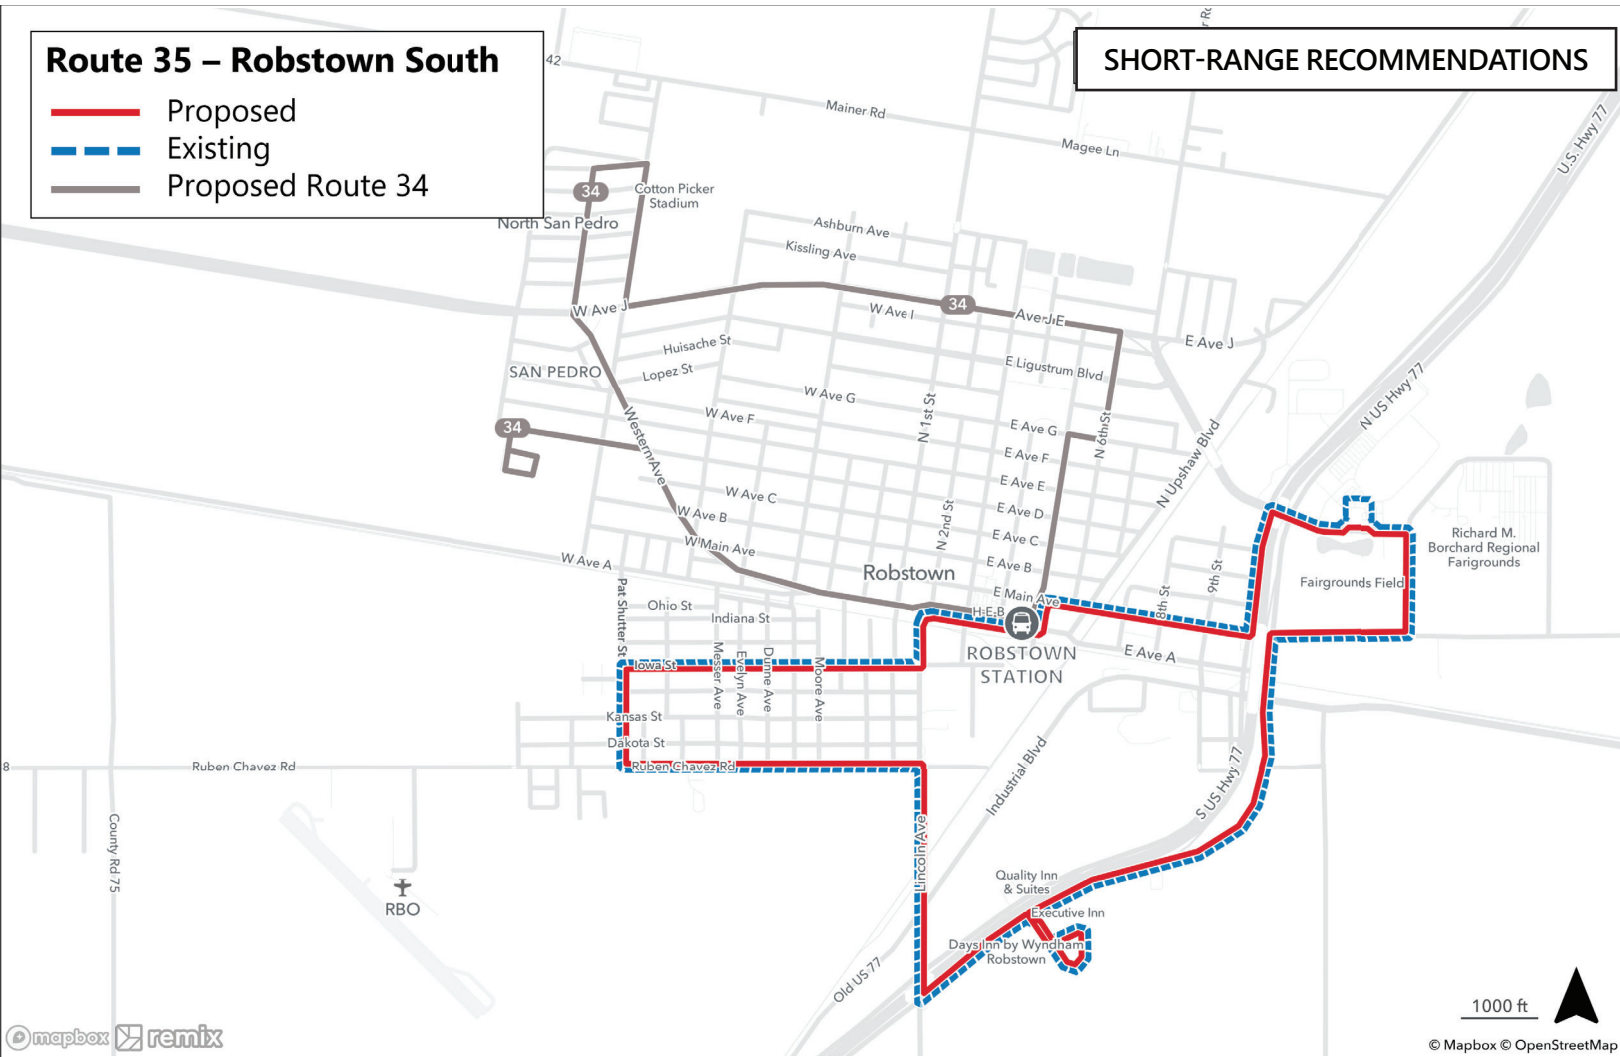 Route 35 – Robstown South
Proposed
Existing
Proposed Route 34
SHORT-RANGE RECOMMENDATIONS
42
Mainer Rd
Magee Ln
U.S. Hwy 77
34
Cotton Picker
Stadium
North San Pedro
Ashburn Ave
Kissling Ave
W Ave J
34
W Ave I
Ave J E
E Ave J
Huisache St
SAN PEDRO
Lopez St
E Ligustrum Blvd
N US Hwy 77
W Ave G
W Ave F
N 1st St
34
Western Ave
E Ave G
N 6th St
E Ave F
N Upshaw Blvd
E Ave E
W Ave C
E Ave D
W Ave B
N 2nd St
E Ave C
W Main Ave
E Ave B
Richard M.
Borchard Regional
Farigrounds
W Ave A
Robstown
9th St
Fairgrounds Field
Pat Shutter St
Ohio St
Indiana St
E Main Ave
8th St
H-E-B
ROBSTOWN
STATION
E Ave A
Iowa St
Messer Ave
Evelyn Ave
Dunne Ave
Moore Ave
Kansas St
Dakota St
8
Ruben Chavez Rd
Ruben Chavez Rd
Industrial Blvd
S US Hwy 77
County Rd 75
Lincoln Ave
RBO
Quality Inn
& Suites
Executive Inn
Days Inn by Wyndham
Robstown
Old US 77
1000 ft
mapbox remix
© Mapbox © OpenStreetMap